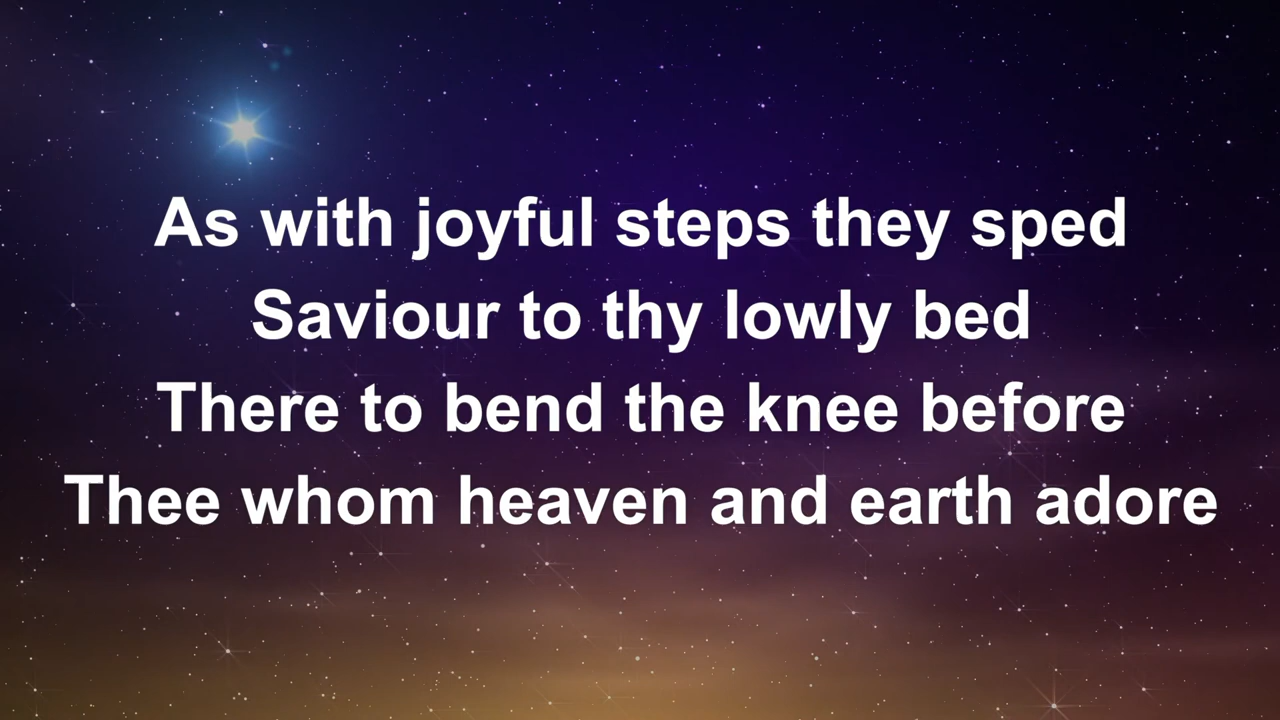 As with joyful steps they sped
Saviour to thy lowly bed
There to bend the knee before
Thee whom heaven and earth adore